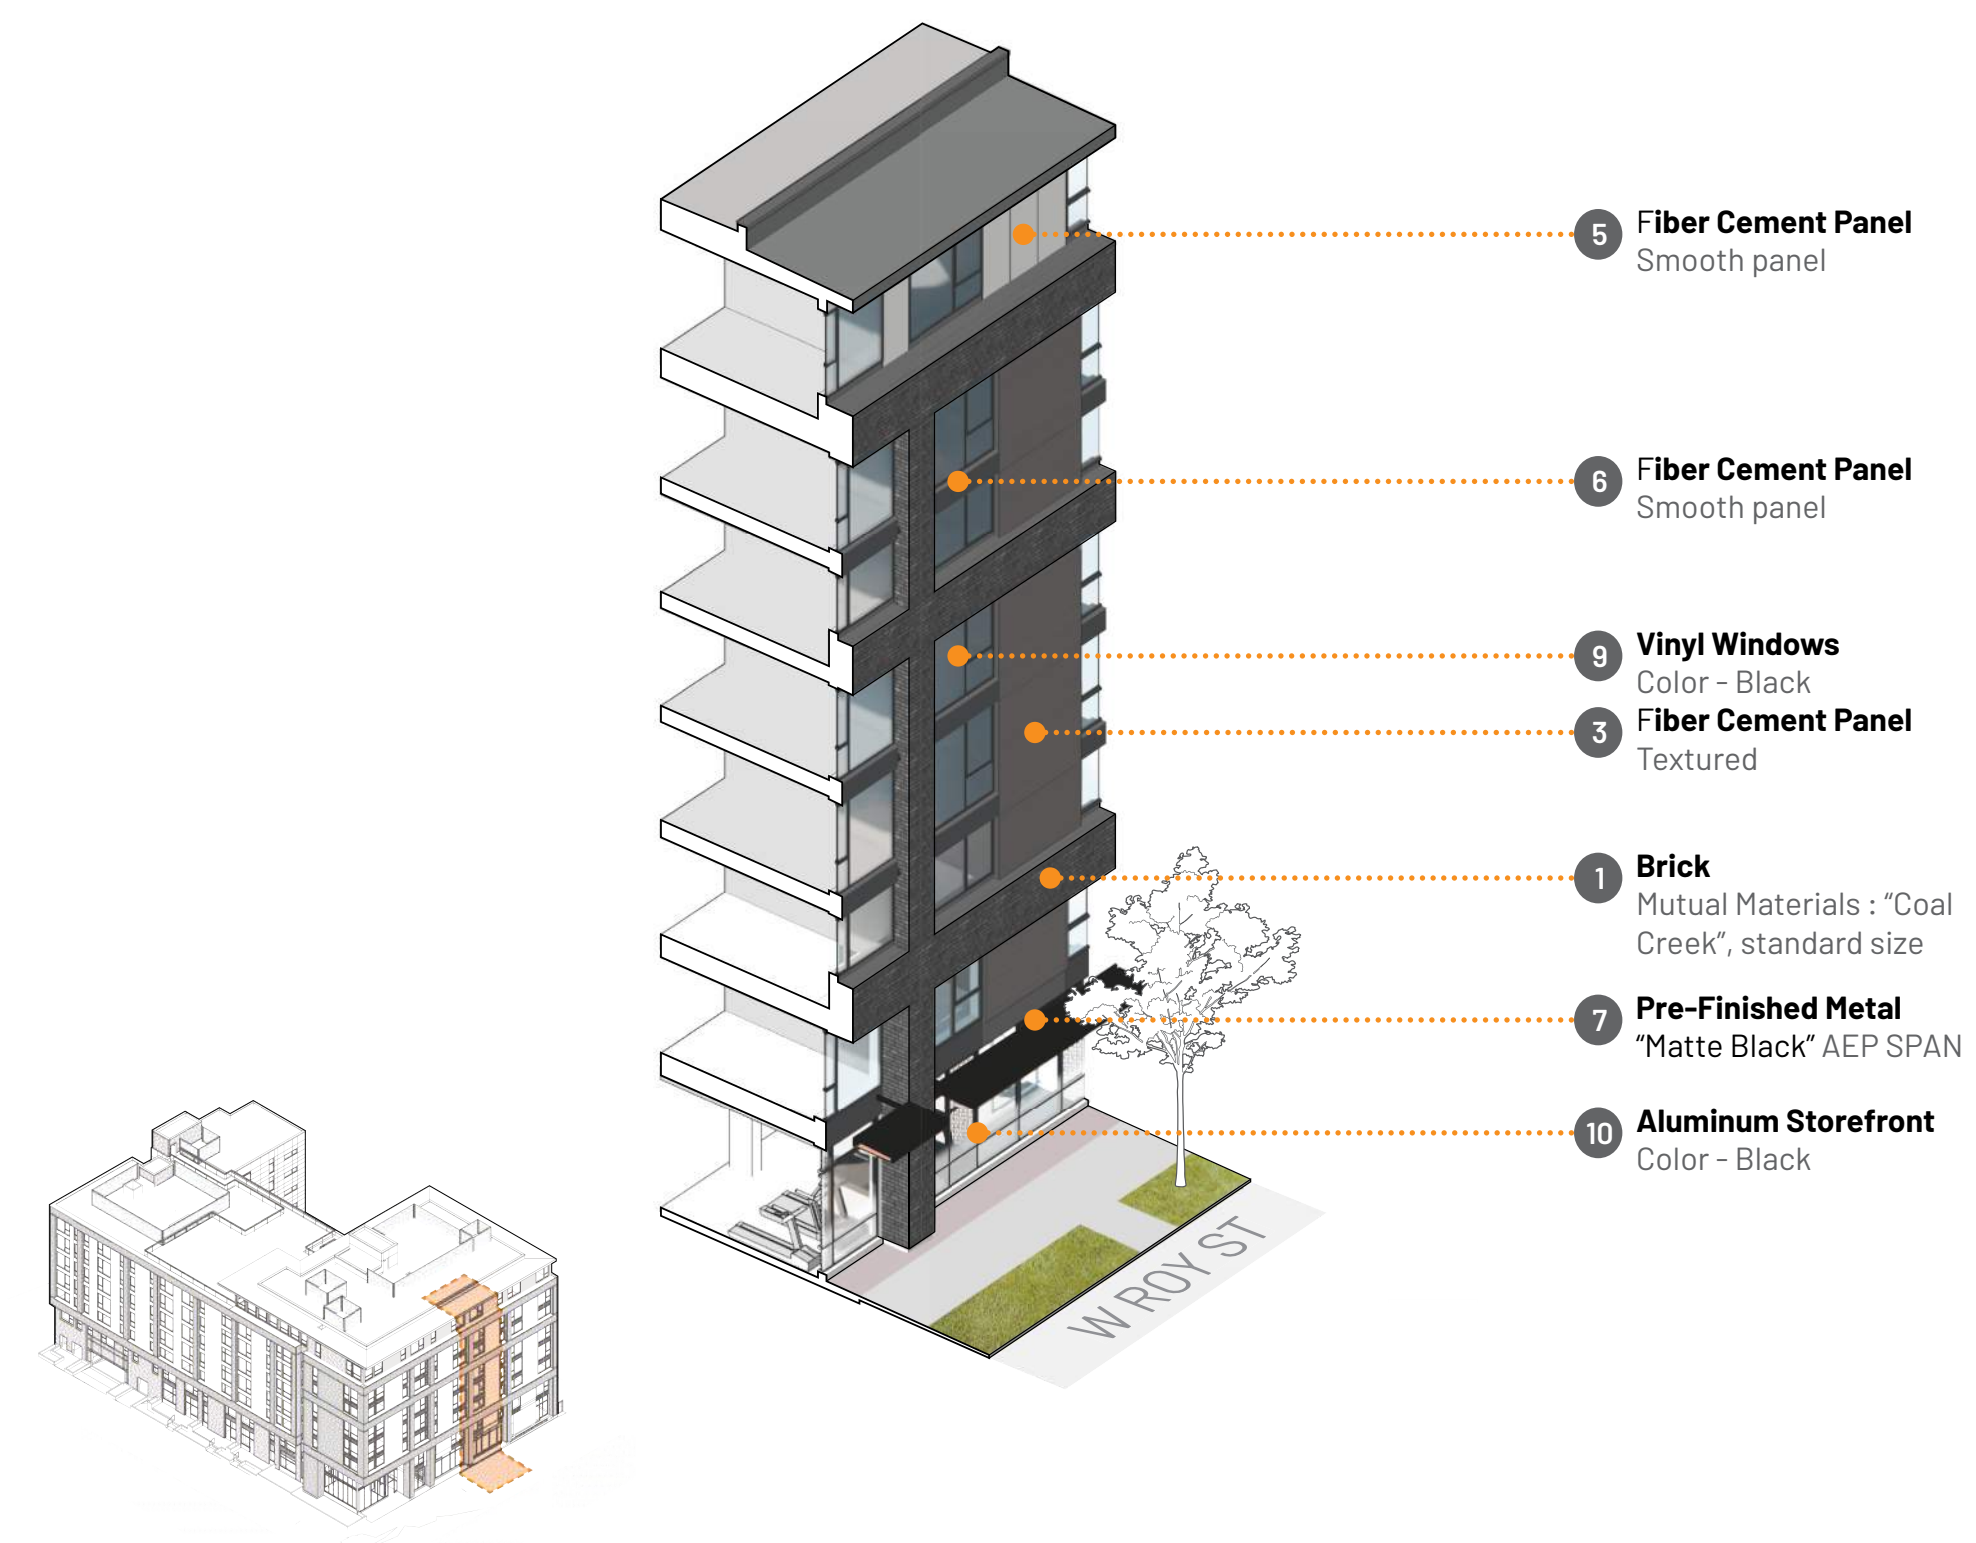 5
Fiber Cement Panel
Smooth panel
6
Fiber Cement Panel
Smooth panel
9
Vinyl Windows
Color - Black
3
Fiber Cement Panel
Textured
1
Brick
Mutual Materials : “Coal
Creek”, standard size
7
Pre-Finished Metal
“Matte Black” AEP SPAN
10
Aluminum Storefront
Color - Black
W ROY ST